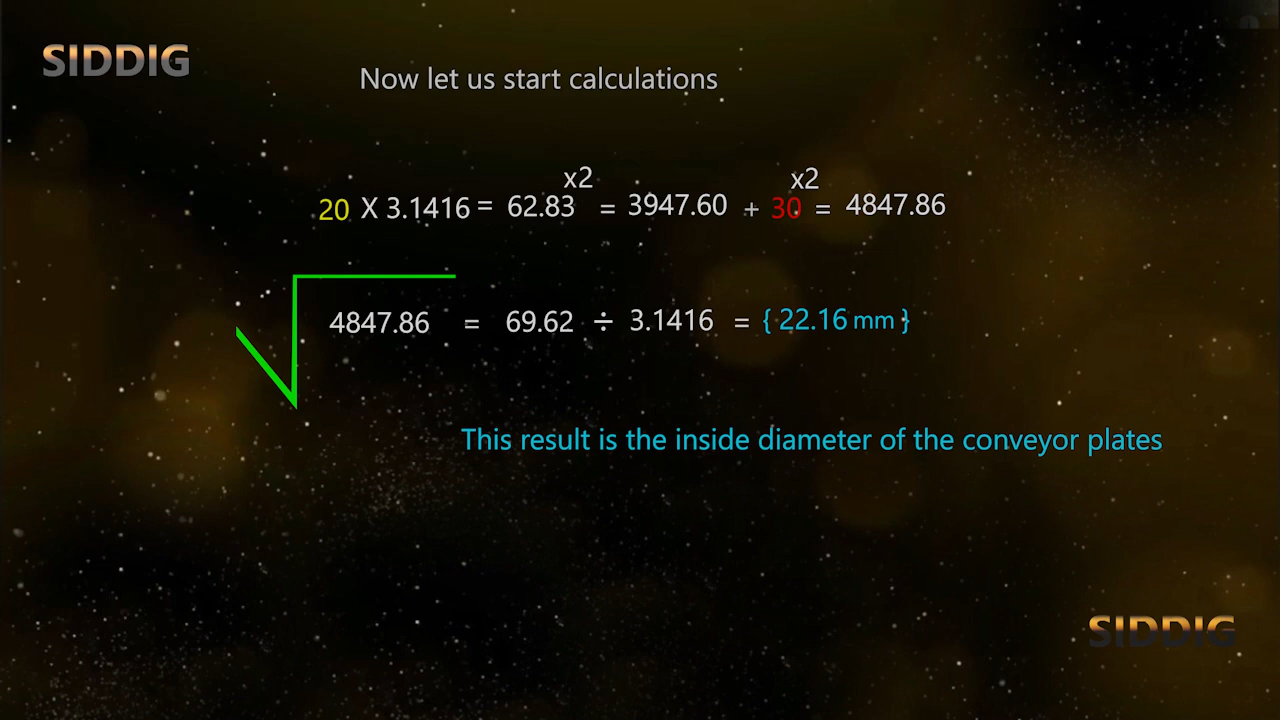 SIDDIG
Now let us start calculations
20 X 3.1416 = 62.83 x2 = 3947.60 + 30 x2 = 4847.86
4847.86 = 69.62 ÷ 3.1416 = { 22.16 mm }
This result is the inside diameter of the conveyor plates
SIDDIG